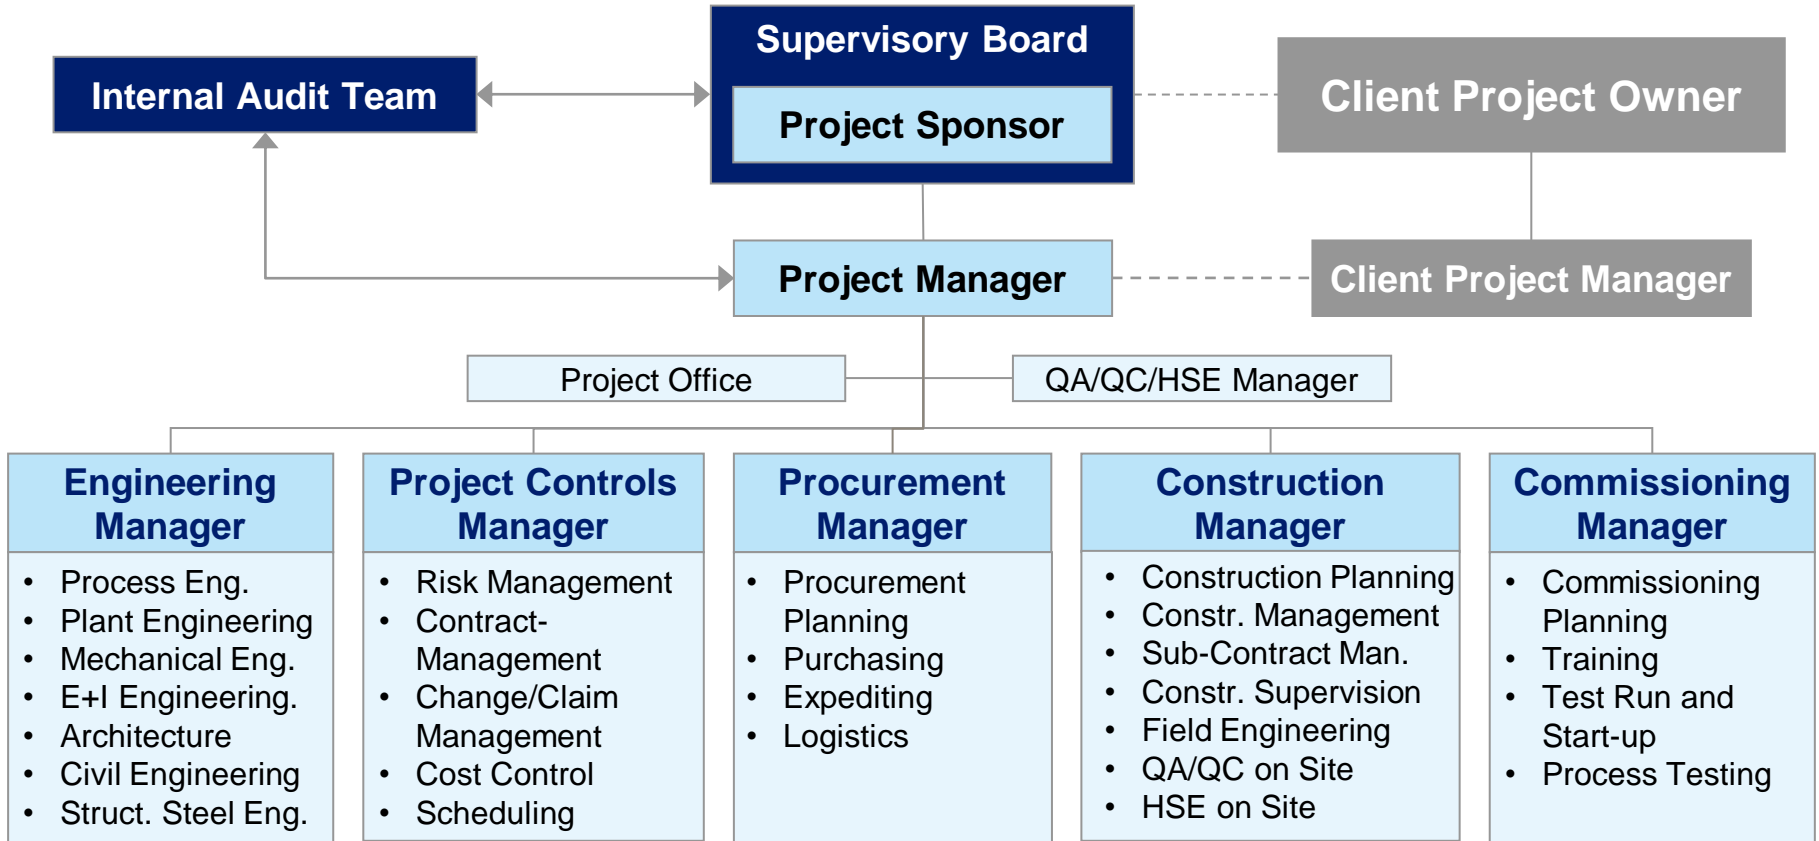 Supervisory Board
Internal Audit Team
Project Sponsor
Client Project Owner
Project Manager
Client Project Manager
Project Office
QA/QC/HSE Manager
Engineering
Manager
• Process Eng.
• Plant Engineering
• Mechanical Eng.
• E+I Engineering.
• Architecture
• Civil Engineering
• Struct. Steel Eng.
Project Controls
Manager
• Risk Management
• Contract-
Management
• Change/Claim
Management
• Cost Control
• Scheduling
Procurement
Manager
• Procurement
Planning
• Purchasing
• Expediting
• Logistics
Construction
Manager
• Construction Planning
• Constr. Management
• Sub-Contract Man.
• Constr. Supervision
• Field Engineering
• QA/QC on Site
• HSE on Site
Commissioning
Manager
• Commissioning
Planning
• Training
• Test Run and
Start-up
• Process Testing